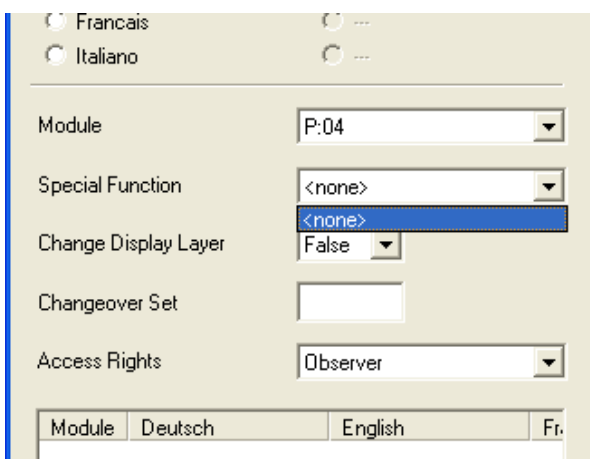 Francais ---
Italiano ---
Module P:04
Special Function <none>
<none>
Change Display Layer False
Changeover Set
Access Rights Observer
Module Deutsch English Fr